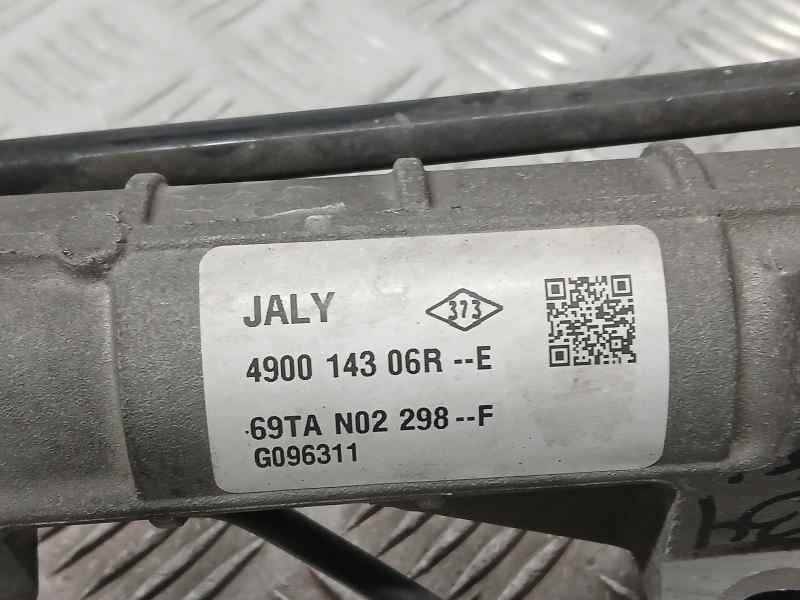 JALY
373
4900 143 06R --E
69TA N02 298 --F
G096311